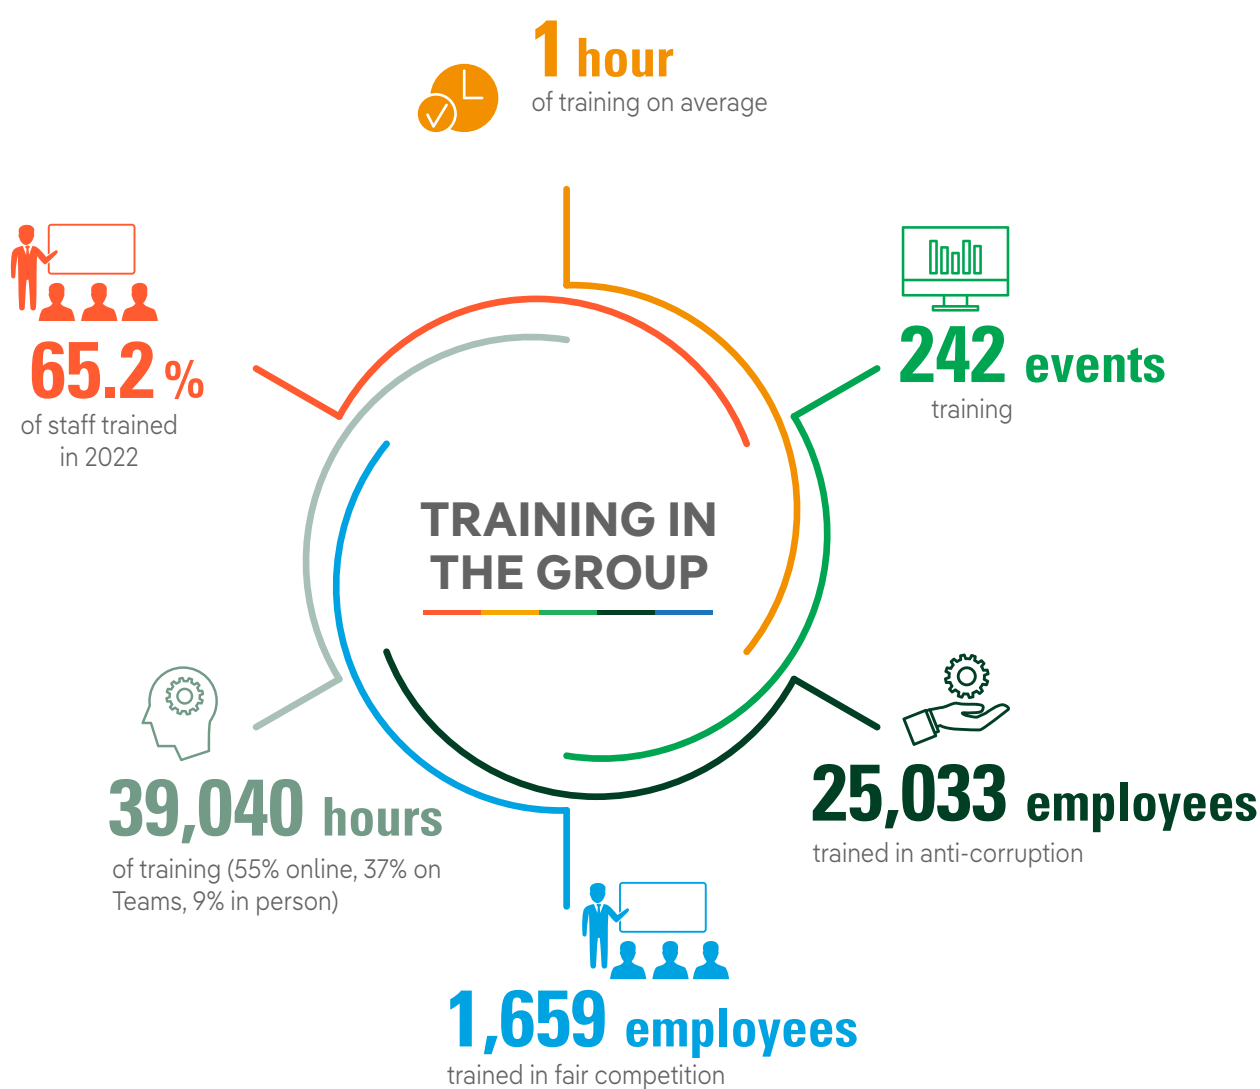 1 hour
of training on average
65.2 %
of staff trained
in 2022
242 events
training
TRAINING IN
THE GROUP
39,040 hours
of training (55% online, 37% on
Teams, 9% in person)
25,033 employees
trained in anti-corruption
1,659 employees
trained in fair competition